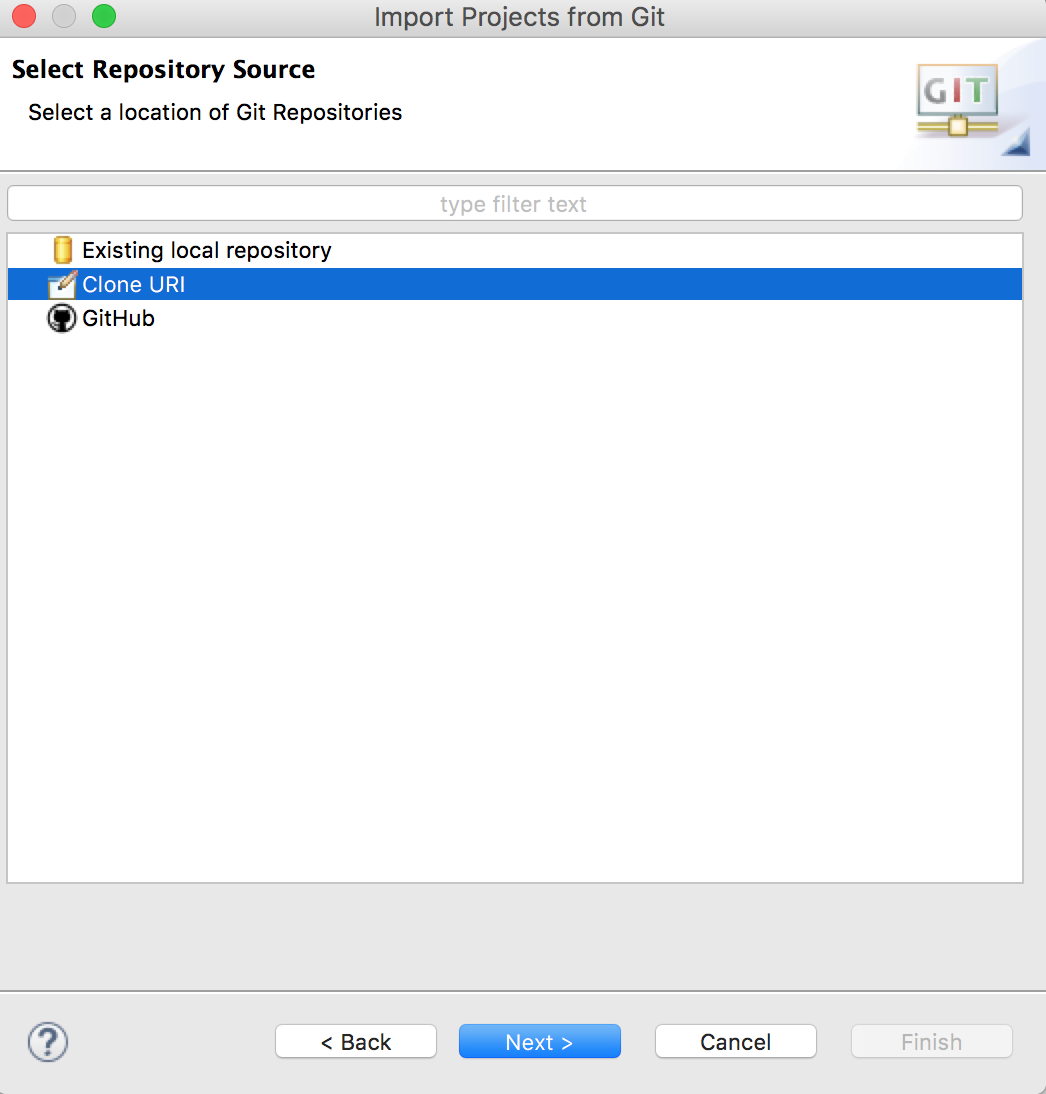 Import Projects from Git
Select Repository Source
Select a location of Git Repositories
GIT
type filter text
Existing local repository
Clone URI
GitHub
?
< Back
Next >
Cancel
Finish